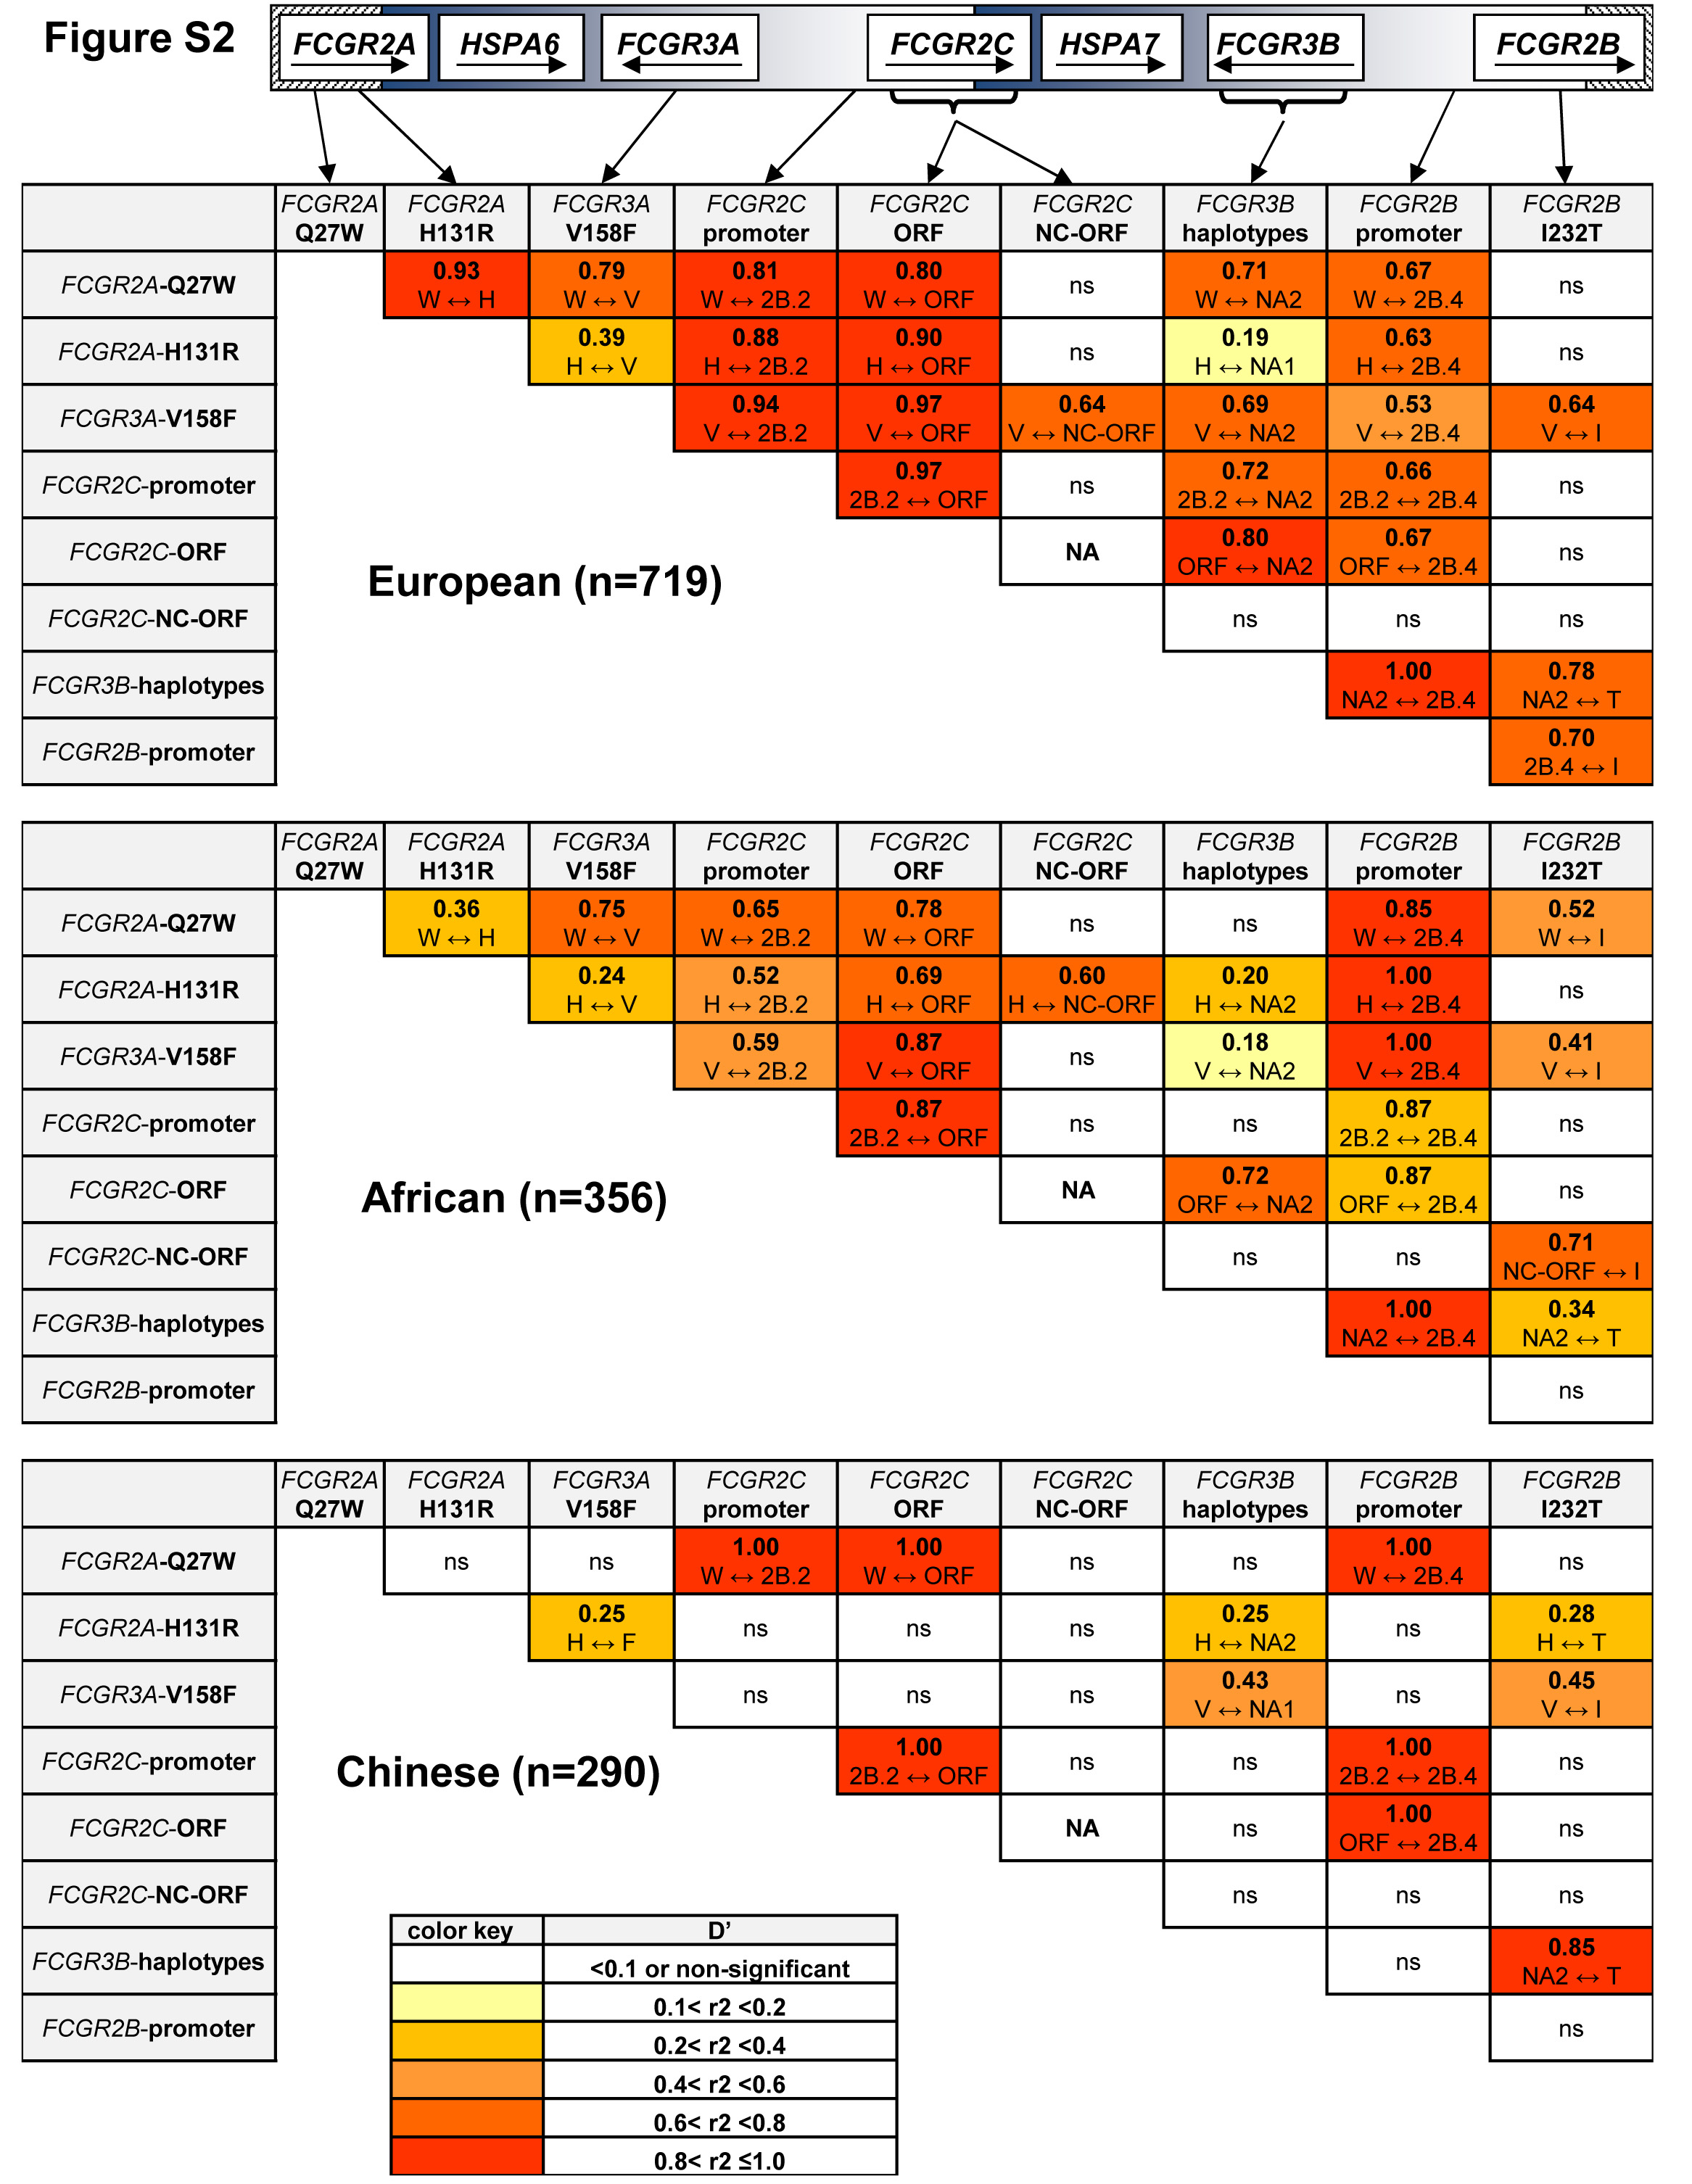 Figure S2
FCGR2A HSPA6 FCGR3A FCGR2C HSPA7 FCGR3B FCGR2B
FCGR2A FCGR2A FCGR3A FCGR2C FCGR2C FCGR2C FCGR3B FCGR2B FCGR2B
Q27W H131R V158F promoter ORF NC-ORF haplotypes promoter I232T
0.93 0.79 0.81 0.80 0.71 0.67
FCGR2A-Q27W W ↔ H W ↔ V W ↔ 2B.2 W ↔ ORF ns W ↔ NA2 W ↔ 2B.4 ns
0.39 0.88 0.90 0.19 0.63
FCGR2A-H131R H ↔ V H ↔ 2B.2 H ↔ ORF ns H ↔ NA1 H ↔ 2B.4 ns
0.94 0.97 0.64 0.69 0.53 0.64
FCGR3A-V158F V ↔ 2B.2 V ↔ ORF V ↔ NC-ORF V ↔ NA2 V ↔ 2B.4 V ↔ I
0.97 0.72 0.66
FCGR2C-promoter 2B.2 ↔ ORF ns 2B.2 ↔ NA2 2B.2 ↔ 2B.4 ns
0.80 0.67
FCGR2C-ORF NA ORF ↔ NA2 ORF ↔ 2B.4 ns
European (n=719)
FCGR2C-NC-ORF ns ns ns
1.00 0.78
FCGR3B-haplotypes NA2 ↔ 2B.4 NA2 ↔ T
0.70
FCGR2B-promoter 2B.4 ↔ I
FCGR2A FCGR2A FCGR3A FCGR2C FCGR2C FCGR2C FCGR3B FCGR2B FCGR2B
Q27W H131R V158F promoter ORF NC-ORF haplotypes promoter I232T
0.36 0.75 0.65 0.78 0.85 0.52
FCGR2A-Q27W W ↔ H W ↔ V W ↔ 2B.2 W ↔ ORF ns ns W ↔ 2B.4 W ↔ I
0.24 0.52 0.69 0.60 0.20 1.00
FCGR2A-H131R H ↔ V H ↔ 2B.2 H ↔ ORF H ↔ NC-ORF H ↔ NA2 H ↔ 2B.4 ns
0.59 0.87 0.18 1.00 0.41
FCGR3A-V158F V ↔ 2B.2 V ↔ ORF ns V ↔ NA2 V ↔ 2B.4 V ↔ I
0.87 0.87
FCGR2C-promoter 2B.2 ↔ ORF ns ns 2B.2 ↔ 2B.4 ns
0.72 0.87
FCGR2C-ORF NA ORF ↔ NA2 ORF ↔ 2B.4 ns
African (n=356)
0.71
FCGR2C-NC-ORF ns ns NC-ORF ↔ I
1.00 0.34
FCGR3B-haplotypes NA2 ↔ 2B.4 NA2 ↔ T
FCGR2B-promoter ns
FCGR2A FCGR2A FCGR3A FCGR2C FCGR2C FCGR2C FCGR3B FCGR2B FCGR2B
Q27W H131R V158F promoter ORF NC-ORF haplotypes promoter I232T
1.00 1.00 1.00
FCGR2A-Q27W ns ns W ↔ 2B.2 W ↔ ORF ns ns W ↔ 2B.4 ns
0.25 0.25 0.28
FCGR2A-H131R H ↔ F ns ns ns H ↔ NA2 ns H ↔ T
0.43 0.45
FCGR3A-V158F ns ns ns V ↔ NA1 ns V ↔ I
1.00 1.00
FCGR2C-promoter 2B.2 ↔ ORF ns ns 2B.2 ↔ 2B.4 ns
Chinese (n=290)
1.00
FCGR2C-ORF NA ns ORF ↔ 2B.4 ns
FCGR2C-NC-ORF ns ns ns
0.85
FCGR3B-haplotypes ns NA2 ↔ T
FCGR2B-promoter ns
color key D’
<0.1 or non-significant
0.1< r2 <0.2
0.2< r2 <0.4
0.4< r2 <0.6
0.6< r2 <0.8
0.8< r2 ≤1.0